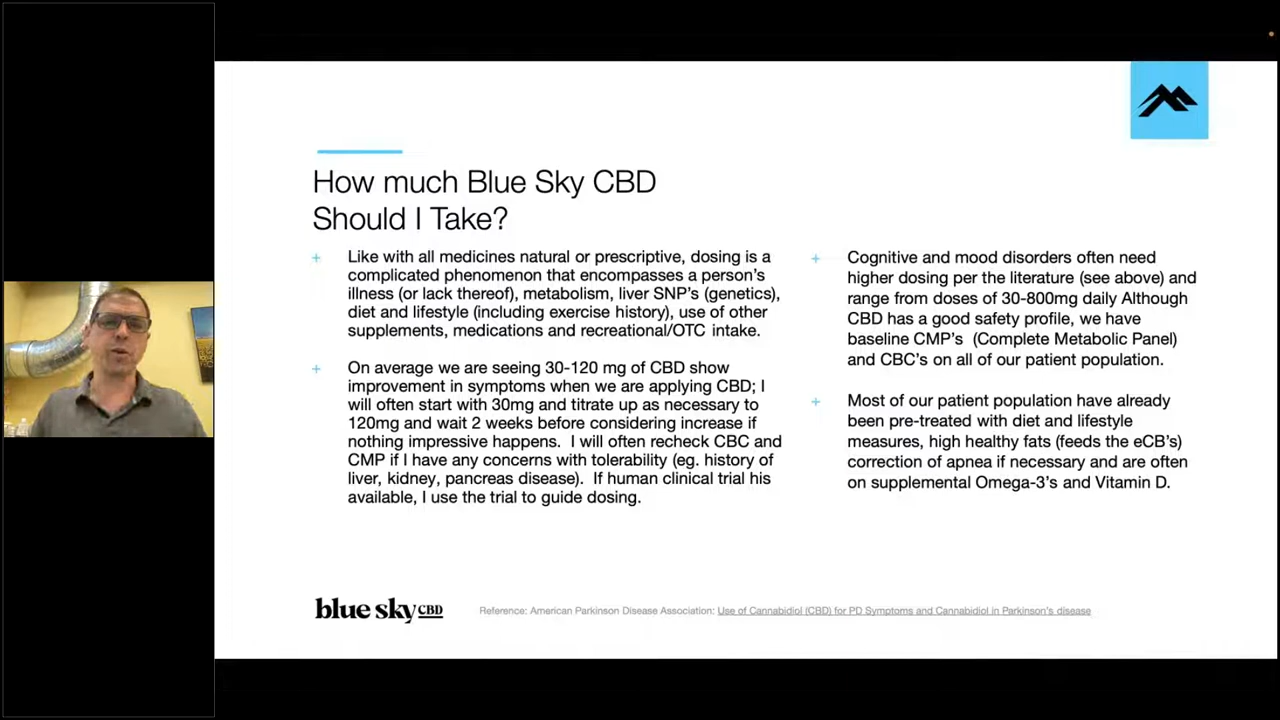 How much Blue Sky CBD
Should I Take?
+ Like with all medicines natural or prescriptive, dosing is a
complicated phenomenon that encompasses a person's
illness (or lack thereof), metabolism, liver SNP's (genetics),
diet and lifestyle (including exercise history), use of other
supplements, medications and recreational/OTC intake.
+ On average we are seeing 30-120 mg of CBD show
improvement in symptoms when we are applying CBD; I
will often start with 30mg and titrate up as necessary to
120mg and wait 2 weeks before considering increase if
nothing impressive happens. I will often recheck CBC and
CMP if I have any concerns with tolerability (eg. history of
liver, kidney, pancreas disease). If human clinical trial his
available, I use the trial to guide dosing.
+ Cognitive and mood disorders often need
higher dosing per the literature (see above) and
range from doses of 30-800mg daily Although
CBD has a good safety profile, we have
baseline CMP's (Complete Metabolic Panel)
and CBC's on all of our patient population.
+ Most of our patient population have already
been pre-treated with diet and lifestyle
measures, high healthy fats (feeds the eCB's)
correction of apnea if necessary and are often
on supplemental Omega-3's and Vitamin D.
blue sky CBD
Reference: American Parkinson Disease Association: Use of Cannabidiol (CBD) for PD Symptoms and Cannabidiol in Parkinson's disease